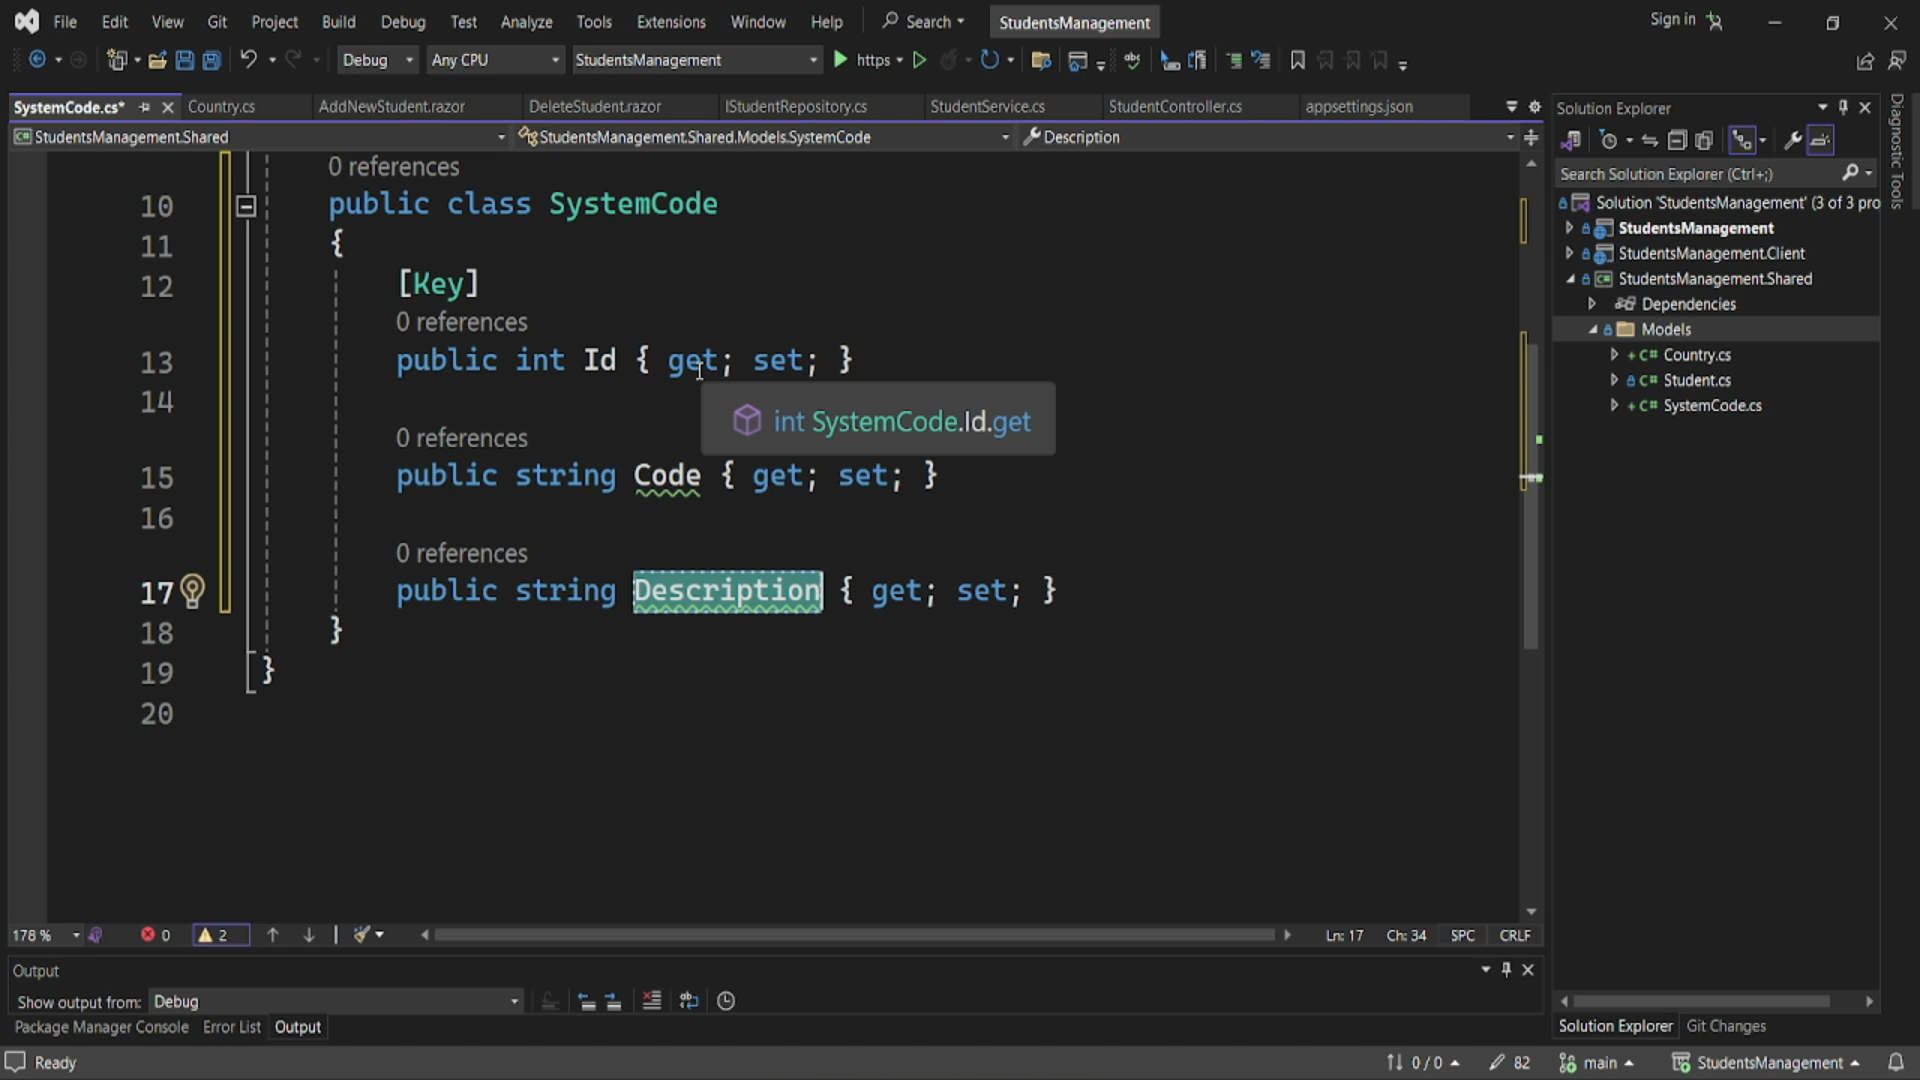 File Edit View Git Project Build Debug Test Analyze Tools Extensions Window Help Search StudentsManagement Sign in
Debug Any CPU StudentsManagement https
SystemCode.cs* Country.cs AddNewStudent.razor DeleteStudent.razor IStudentRepository.cs StudentService.cs StudentController.cs appsettings.json
StudentsManagement.Shared StudentsManagement.Shared.Models.SystemCode Description
0 references
10 public class SystemCode
11 {
12 [Key]
0 references
13 public int Id { get; set; }
14
int SystemCode.Id.get
0 references
15 public string Code { get; set; }
16
0 references
17 public string Description { get; set; }
18 }
19 }
20
178 % 0 2 Ln: 17 Ch: 34 SPC CRLF
Output
Show output from: Debug
Package Manager Console Error List Output
Solution Explorer
Search Solution Explorer (Ctrl+;)
Solution 'StudentsManagement' (3 of 3 pro
StudentsManagement
StudentsManagement.Client
StudentsManagement.Shared
Dependencies
Models
C# Country.cs
C# Student.cs
C# SystemCode.cs
Solution Explorer Git Changes
Diagnostic Tools
Ready 0 / 0 82 main StudentsManagement